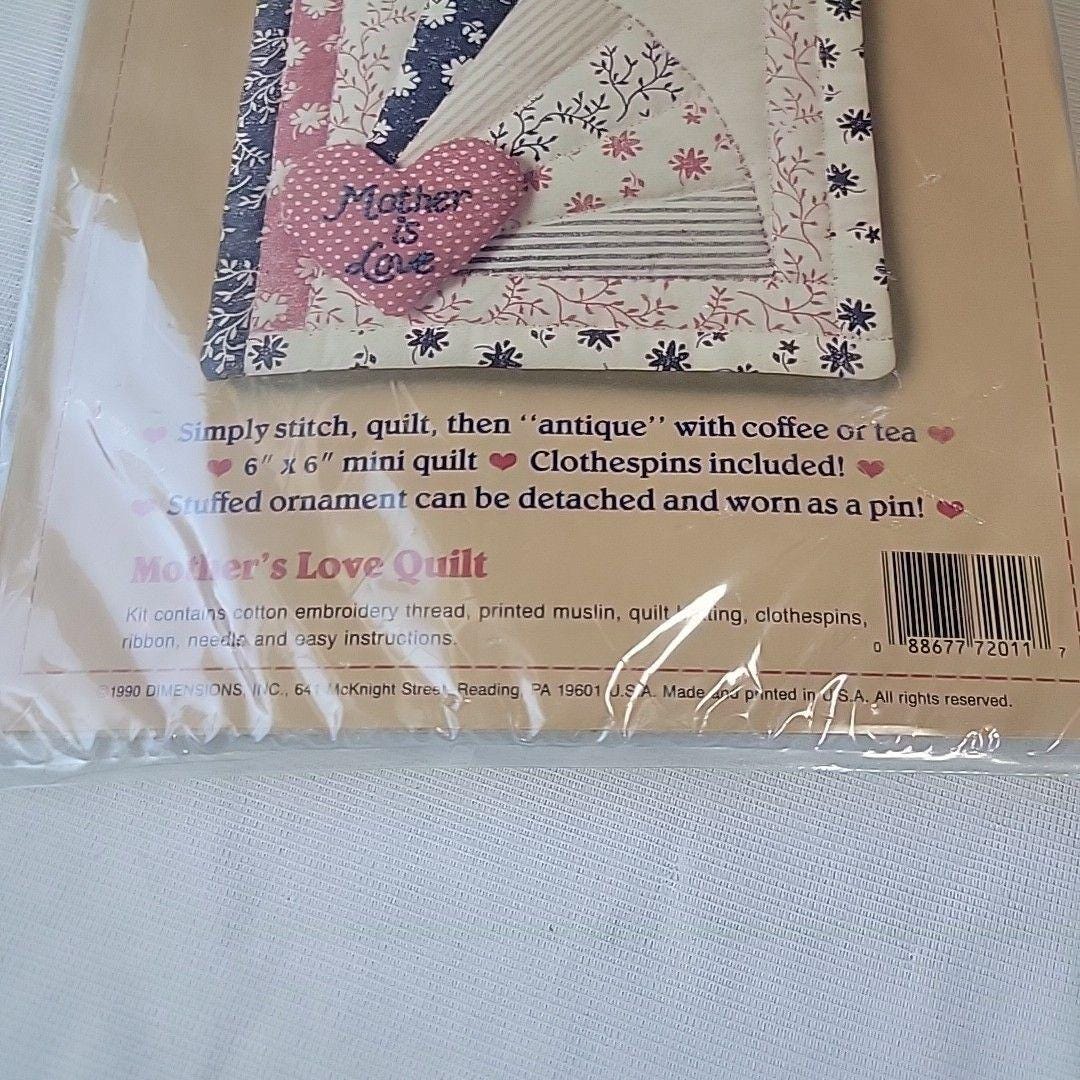 Mother
is
Love
Simply stitch, quilt, then “antique” with coffee or tea
6″ x 6″ mini quilt Clothespins included!
Stuffed ornament can be detached and worn as a pin!
Mother's Love Quilt
Kit contains cotton embroidery thread, printed muslin, quilt clothespins,
ribbon, needle and easy instructions.
0 88677 72011 7
©1990 DIMENSIONS, INC., McKnight Street, Reading, PA 19601 U.S.A. Made and printed in U.S.A. All rights reserved.